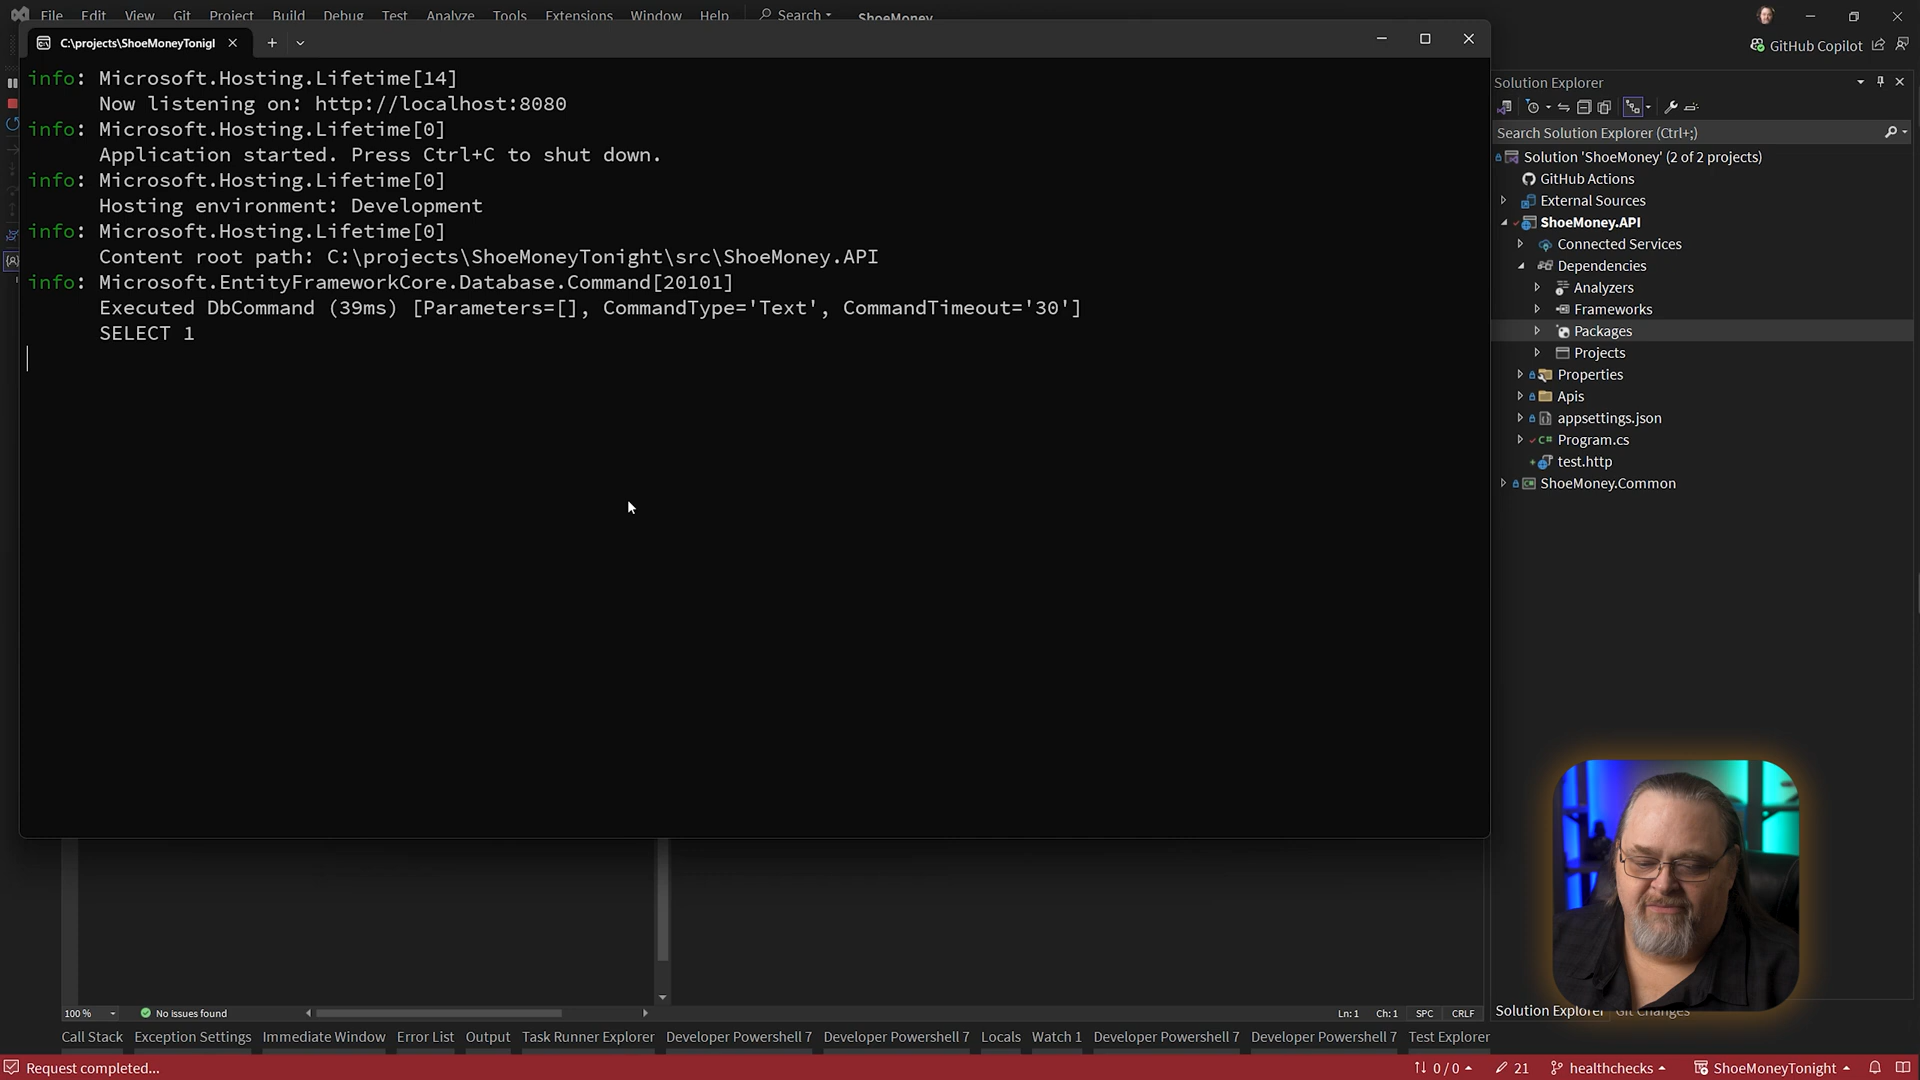 File Edit View Git Project Build Debug Test Analyze Tools Extensions Window Help Search ShoeMoney
GitHub Copilot
C:\projects\ShoeMoneyTonigl
info: Microsoft.Hosting.Lifetime[14]
Now listening on: http://localhost:8080
info: Microsoft.Hosting.Lifetime[0]
Application started. Press Ctrl+C to shut down.
info: Microsoft.Hosting.Lifetime[0]
Hosting environment: Development
info: Microsoft.Hosting.Lifetime[0]
Content root path: C:\projects\ShoeMoneyTonight\src\ShoeMoney.API
info: Microsoft.EntityFrameworkCore.Database.Command[20101]
Executed DbCommand (39ms) [Parameters=[], CommandType='Text', CommandTimeout='30']
SELECT 1
Solution Explorer
Search Solution Explorer (Ctrl+;)
Solution 'ShoeMoney' (2 of 2 projects)
GitHub Actions
External Sources
ShoeMoney.API
Connected Services
Dependencies
Analyzers
Frameworks
Packages
Projects
Properties
Apis
appsettings.json
C# Program.cs
test.http
ShoeMoney.Common
100 % No issues found Ln: 1 Ch: 1 SPC CRLF
Solution Explorer Git Changes
Call Stack Exception Settings Immediate Window Error List Output Task Runner Explorer Developer Powershell 7 Developer Powershell 7 Locals Watch 1 Developer Powershell 7 Developer Powershell 7 Test Explorer
Request completed... 0 / 0 21 healthchecks ShoeMoneyTonight